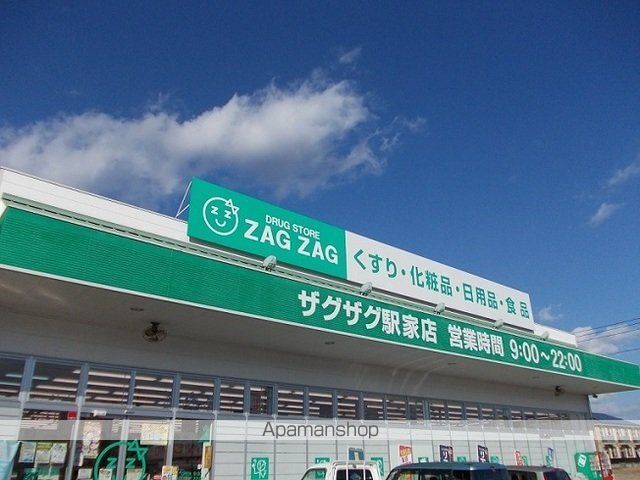 DRUG STORE
ZAG ZAG
くすり・化粧品・日用品・食品
ザグザグ駅家店 営業時間 9:00~22:00
Apamanshop